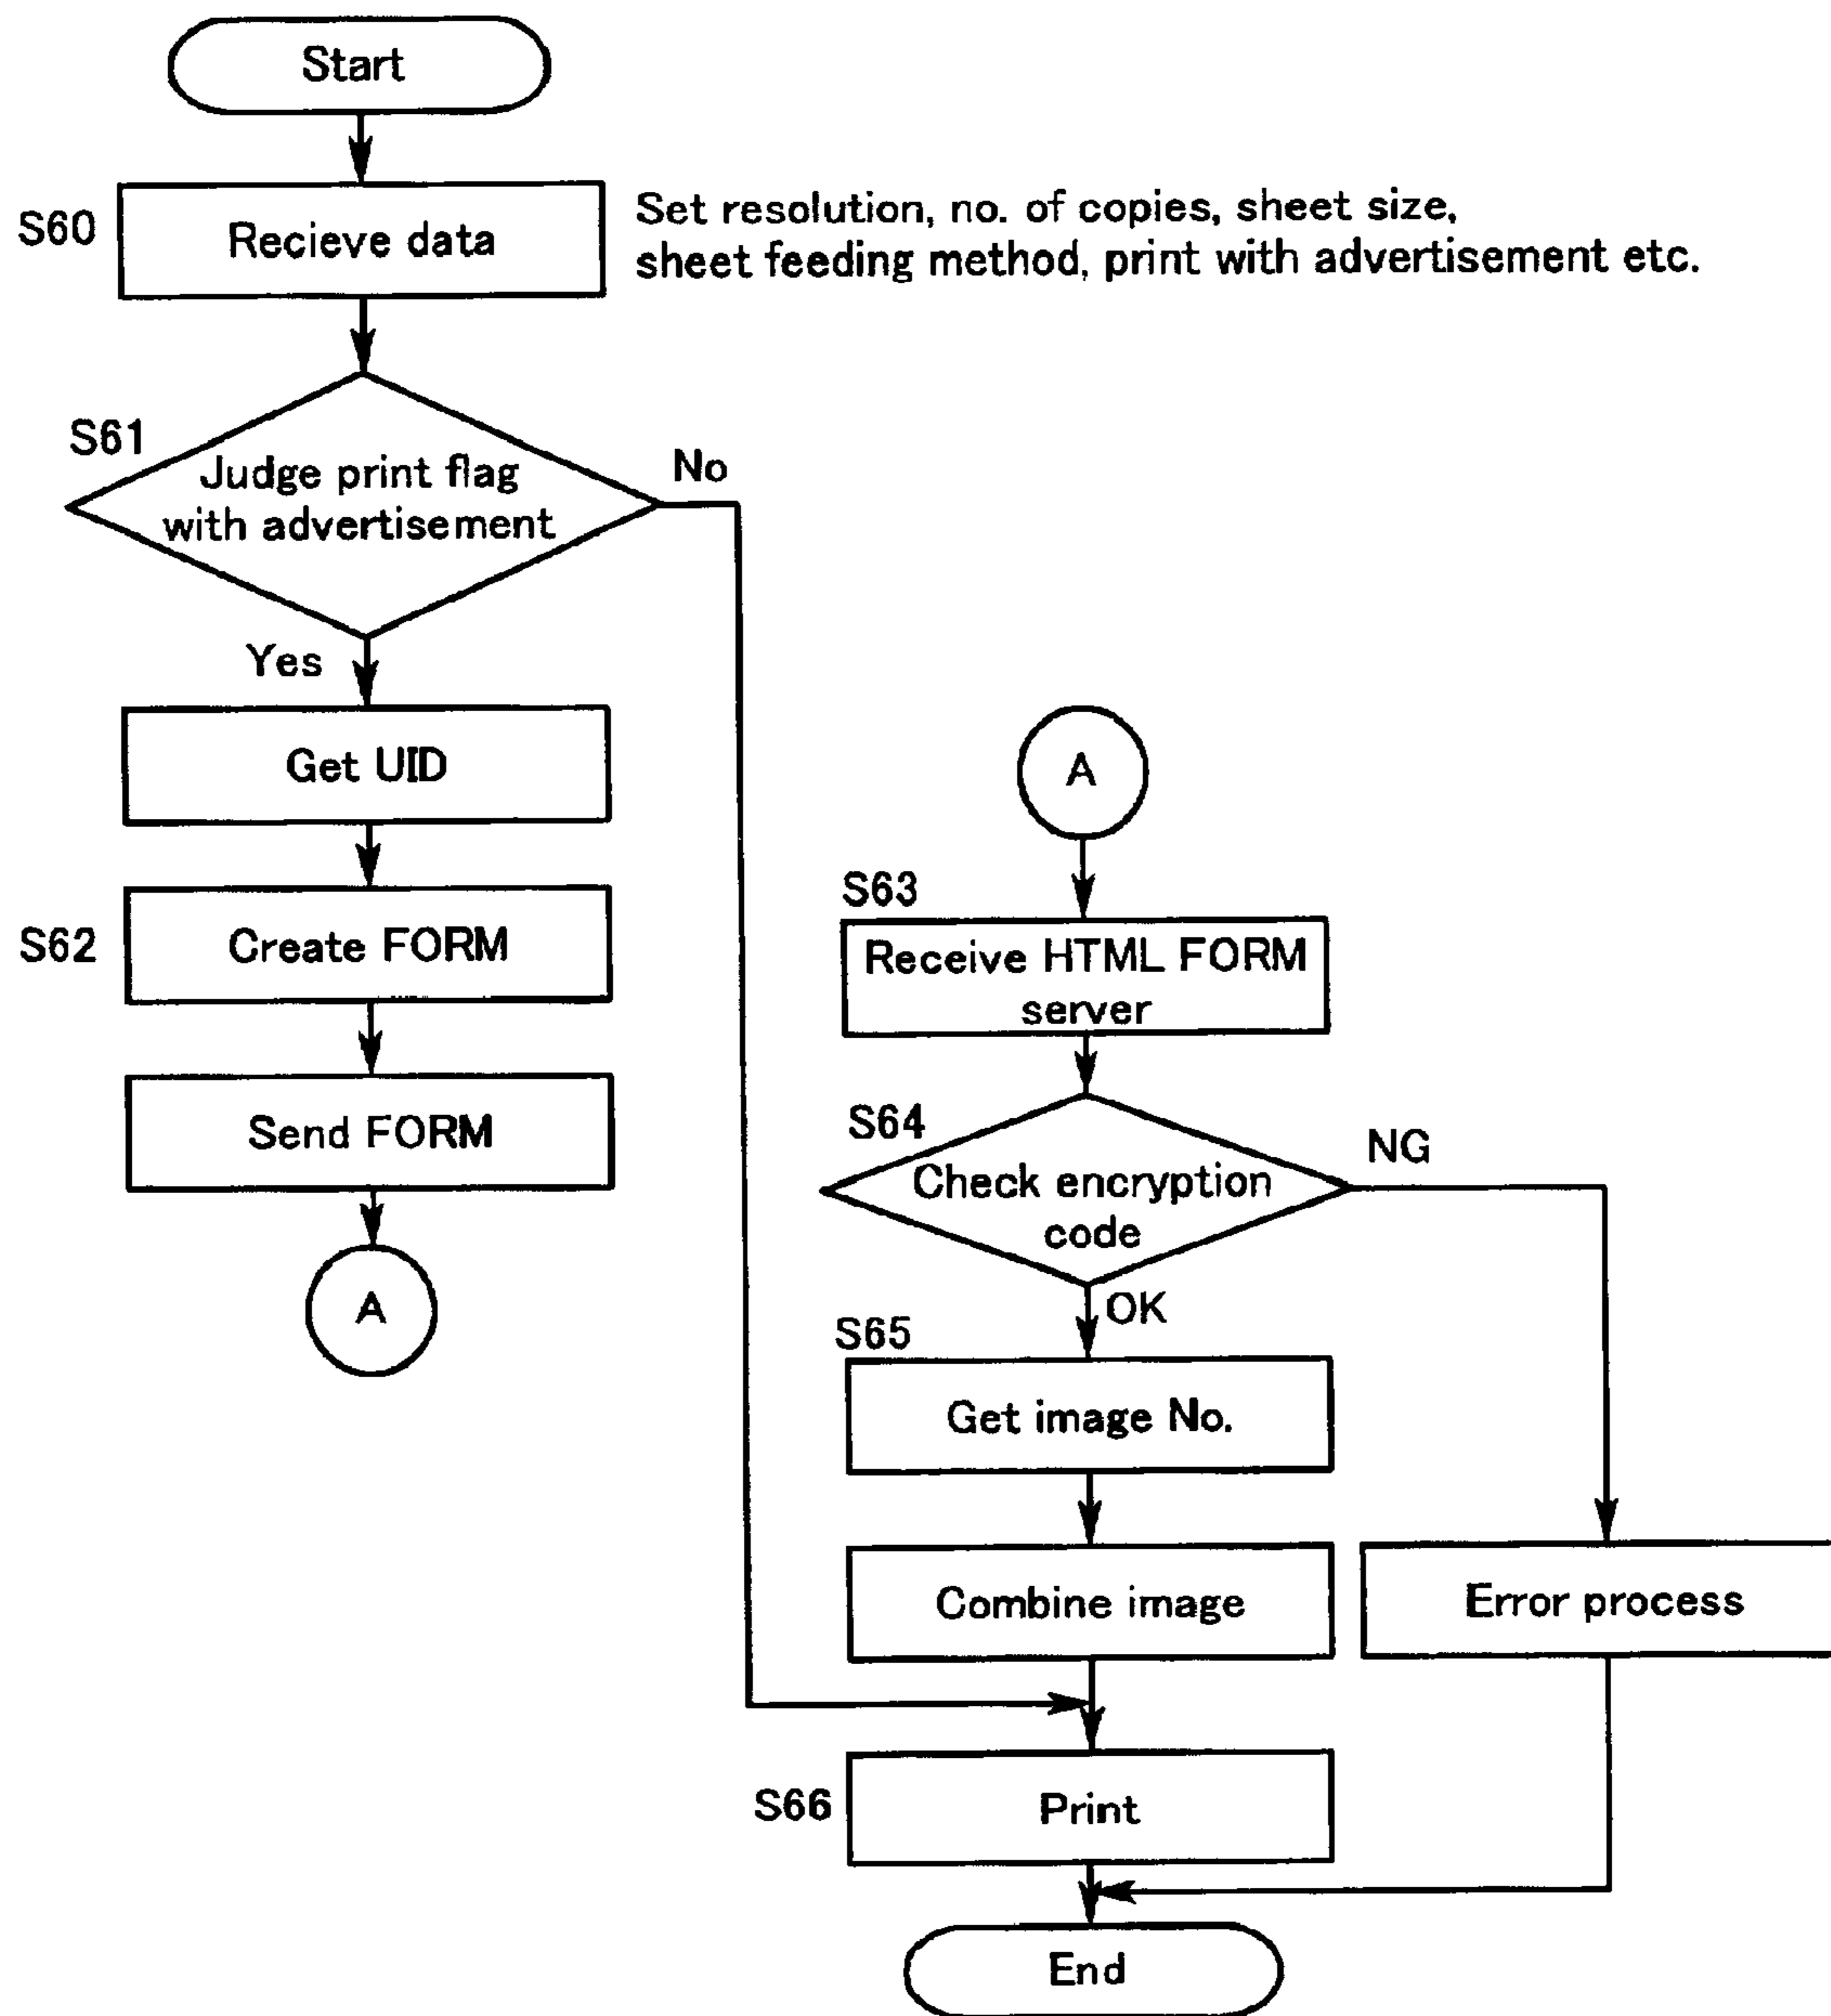 Start
S60
Recieve data
Set resolution, no. of copies, sheet size,
sheet feeding method, print with advertisement etc.
S61
Judge print flag
with advertisement
No
Yes
Get UID
S62
Create FORM
Send FORM
A
A
S63
Receive HTML FORM
server
S64
Check encryption
code
NG
OK
S65
Get image No.
Combine image
Error process
S66
Print
End